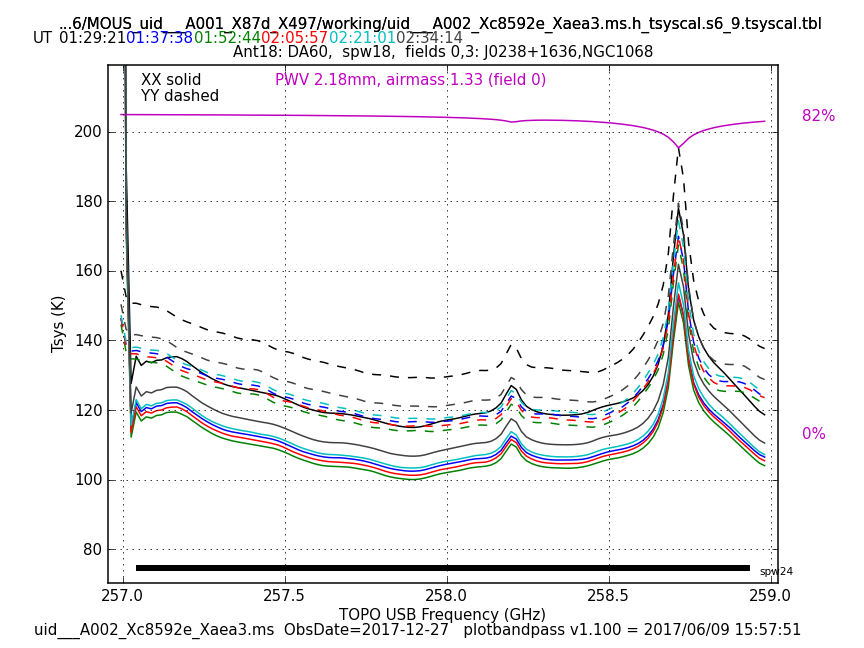 ...6/MOUS_uid___A001_X87d_X497/working/uid___A002_Xc8592e_Xaea3.ms.h_tsyscal.s6_9.tsyscal.tbl
UT 01:29:21 01:37:38 01:52:44 02:05:57 02:21:01 02:34:14
Ant18: DA60, spw18, fields 0,3: J0238+1636,NGC1068
XX solid PWV 2.18mm, airmass 1.33 (field 0)
YY dashed
82%
200
180
160
140
120
100
80
Tsys (K)
0%
spw24
257.0 257.5 258.0 258.5 259.0
TOPO USB Frequency (GHz)
uid___A002_Xc8592e_Xaea3.ms ObsDate=2017-12-27 plotbandpass v1.100 = 2017/06/09 15:57:51